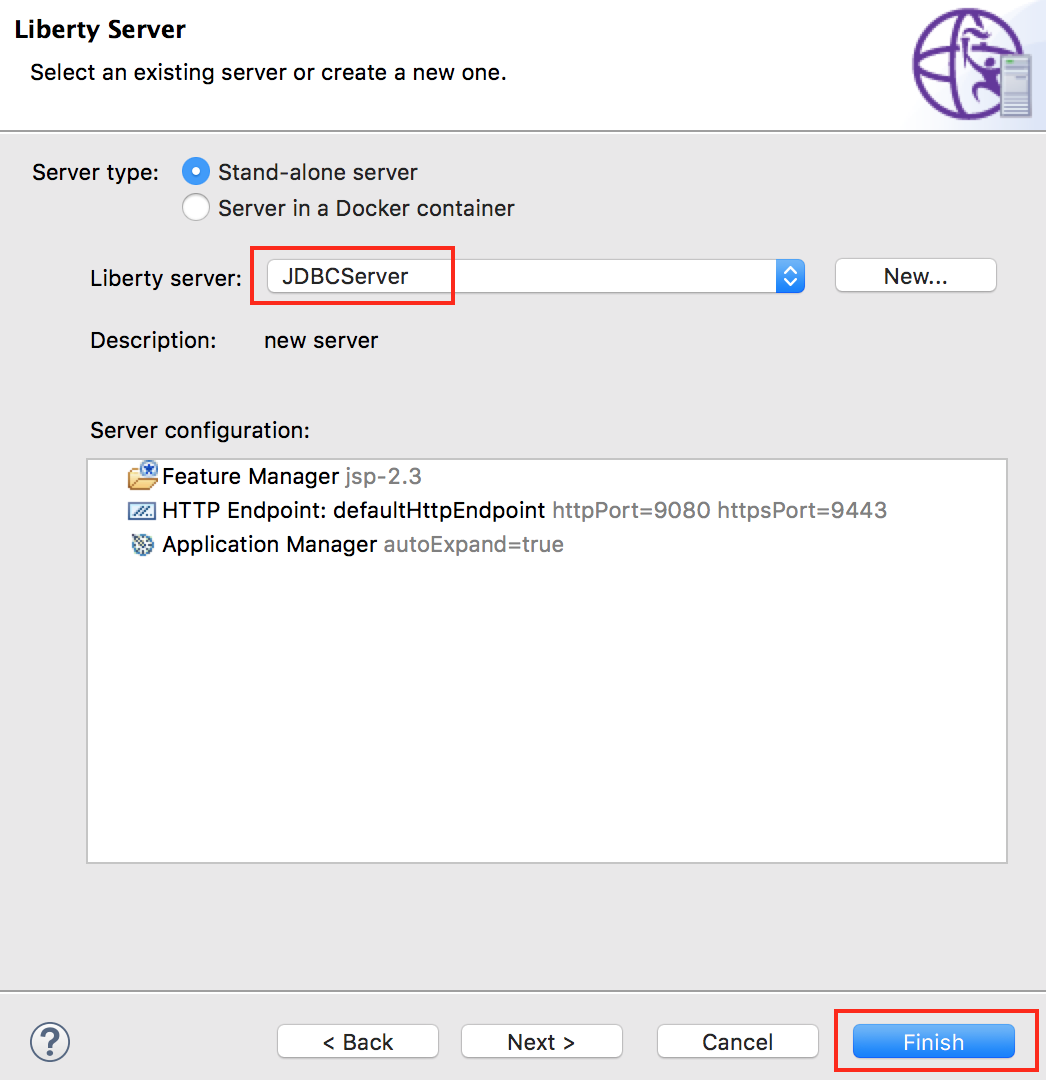 Liberty Server
Select an existing server or create a new one.
Server type: Stand-alone server
Server in a Docker container
Liberty server: JDBCServer New...
Description: new server
Server configuration:
Feature Manager jsp-2.3
HTTP Endpoint: defaultHttpEndpoint httpPort=9080 httpsPort=9443
Application Manager autoExpand=true
? < Back Next > Cancel Finish